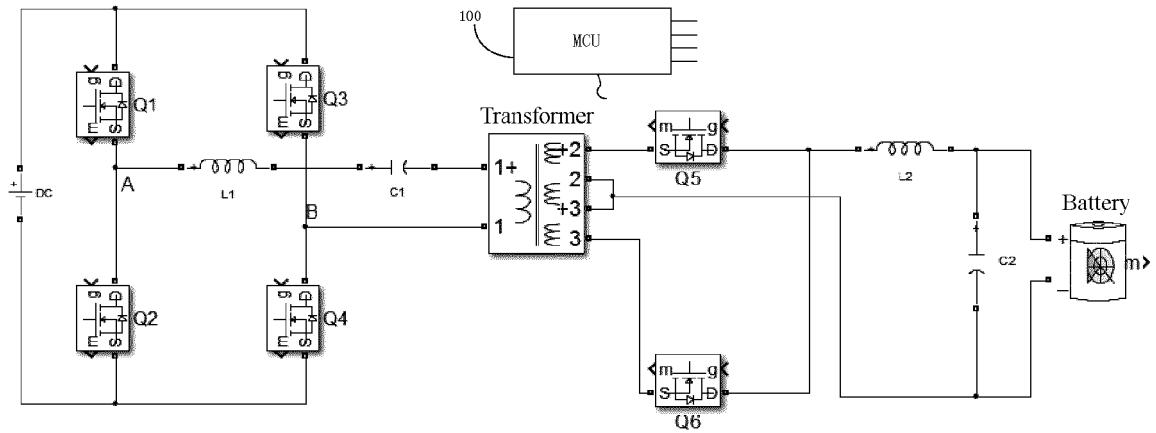 100
MCU
g D
m S
Q1
g D
m S
Q3
Transformer
m g
S D
Q5
+ DC
A
+
L1
+
C1
B
1+
1
+2
2
+3
3
+
L2
Battery
+
C2
+
−
m
g D
m S
Q2
g D
m S
Q4
m g
S D
Q6